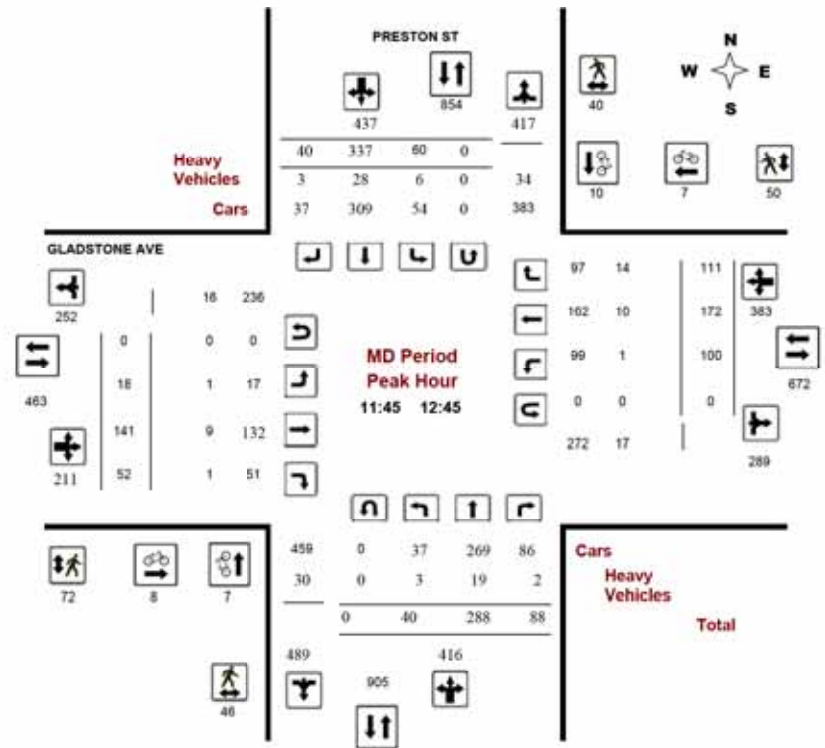 PRESTON ST
N
W E
S
854
40
437 417
40 337 60 0
Heavy
Vehicles
3 28 6 0 34
Cars
37 309 54 0 383
10 7 50
GLADSTONE AVE
252
16 236
97 14 111
383
0 0 0
162 10 172
463
18 1 17
MD Period
Peak Hour
11:45 12:45
99 1 100
672
0 0 0
141 9 132
272 17
289
211
52 1 51
459 0 37 269 86
Cars
30 0 3 19 2
Heavy
Vehicles
72 8 7
0 40 288 88
Total
489 416
905
46